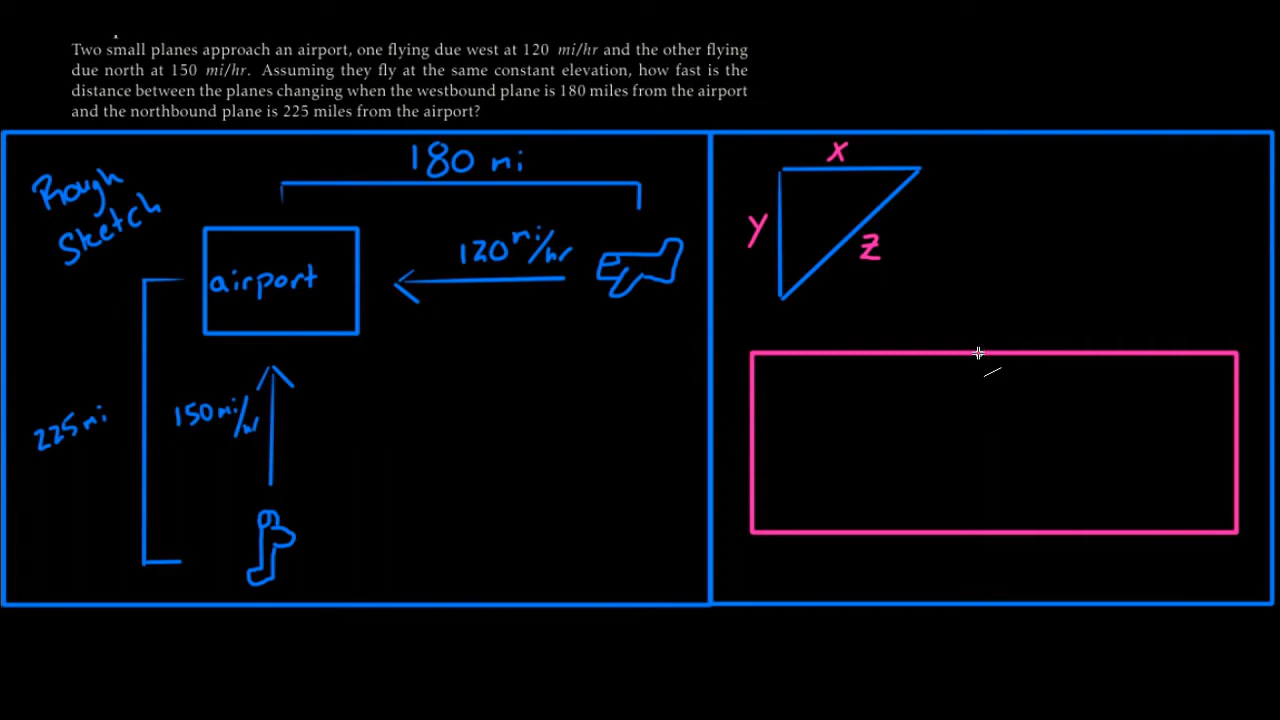 Two small planes approach an airport, one flying due west at 120 mi/hr and the other flying
due north at 150 mi/hr. Assuming they fly at the same constant elevation, how fast is the
distance between the planes changing when the westbound plane is 180 miles from the airport
and the northbound plane is 225 miles from the airport?
Rough
Sketch
180 mi
120 mi/hr
airport
150 mi/hr
225 mi
x
y
z